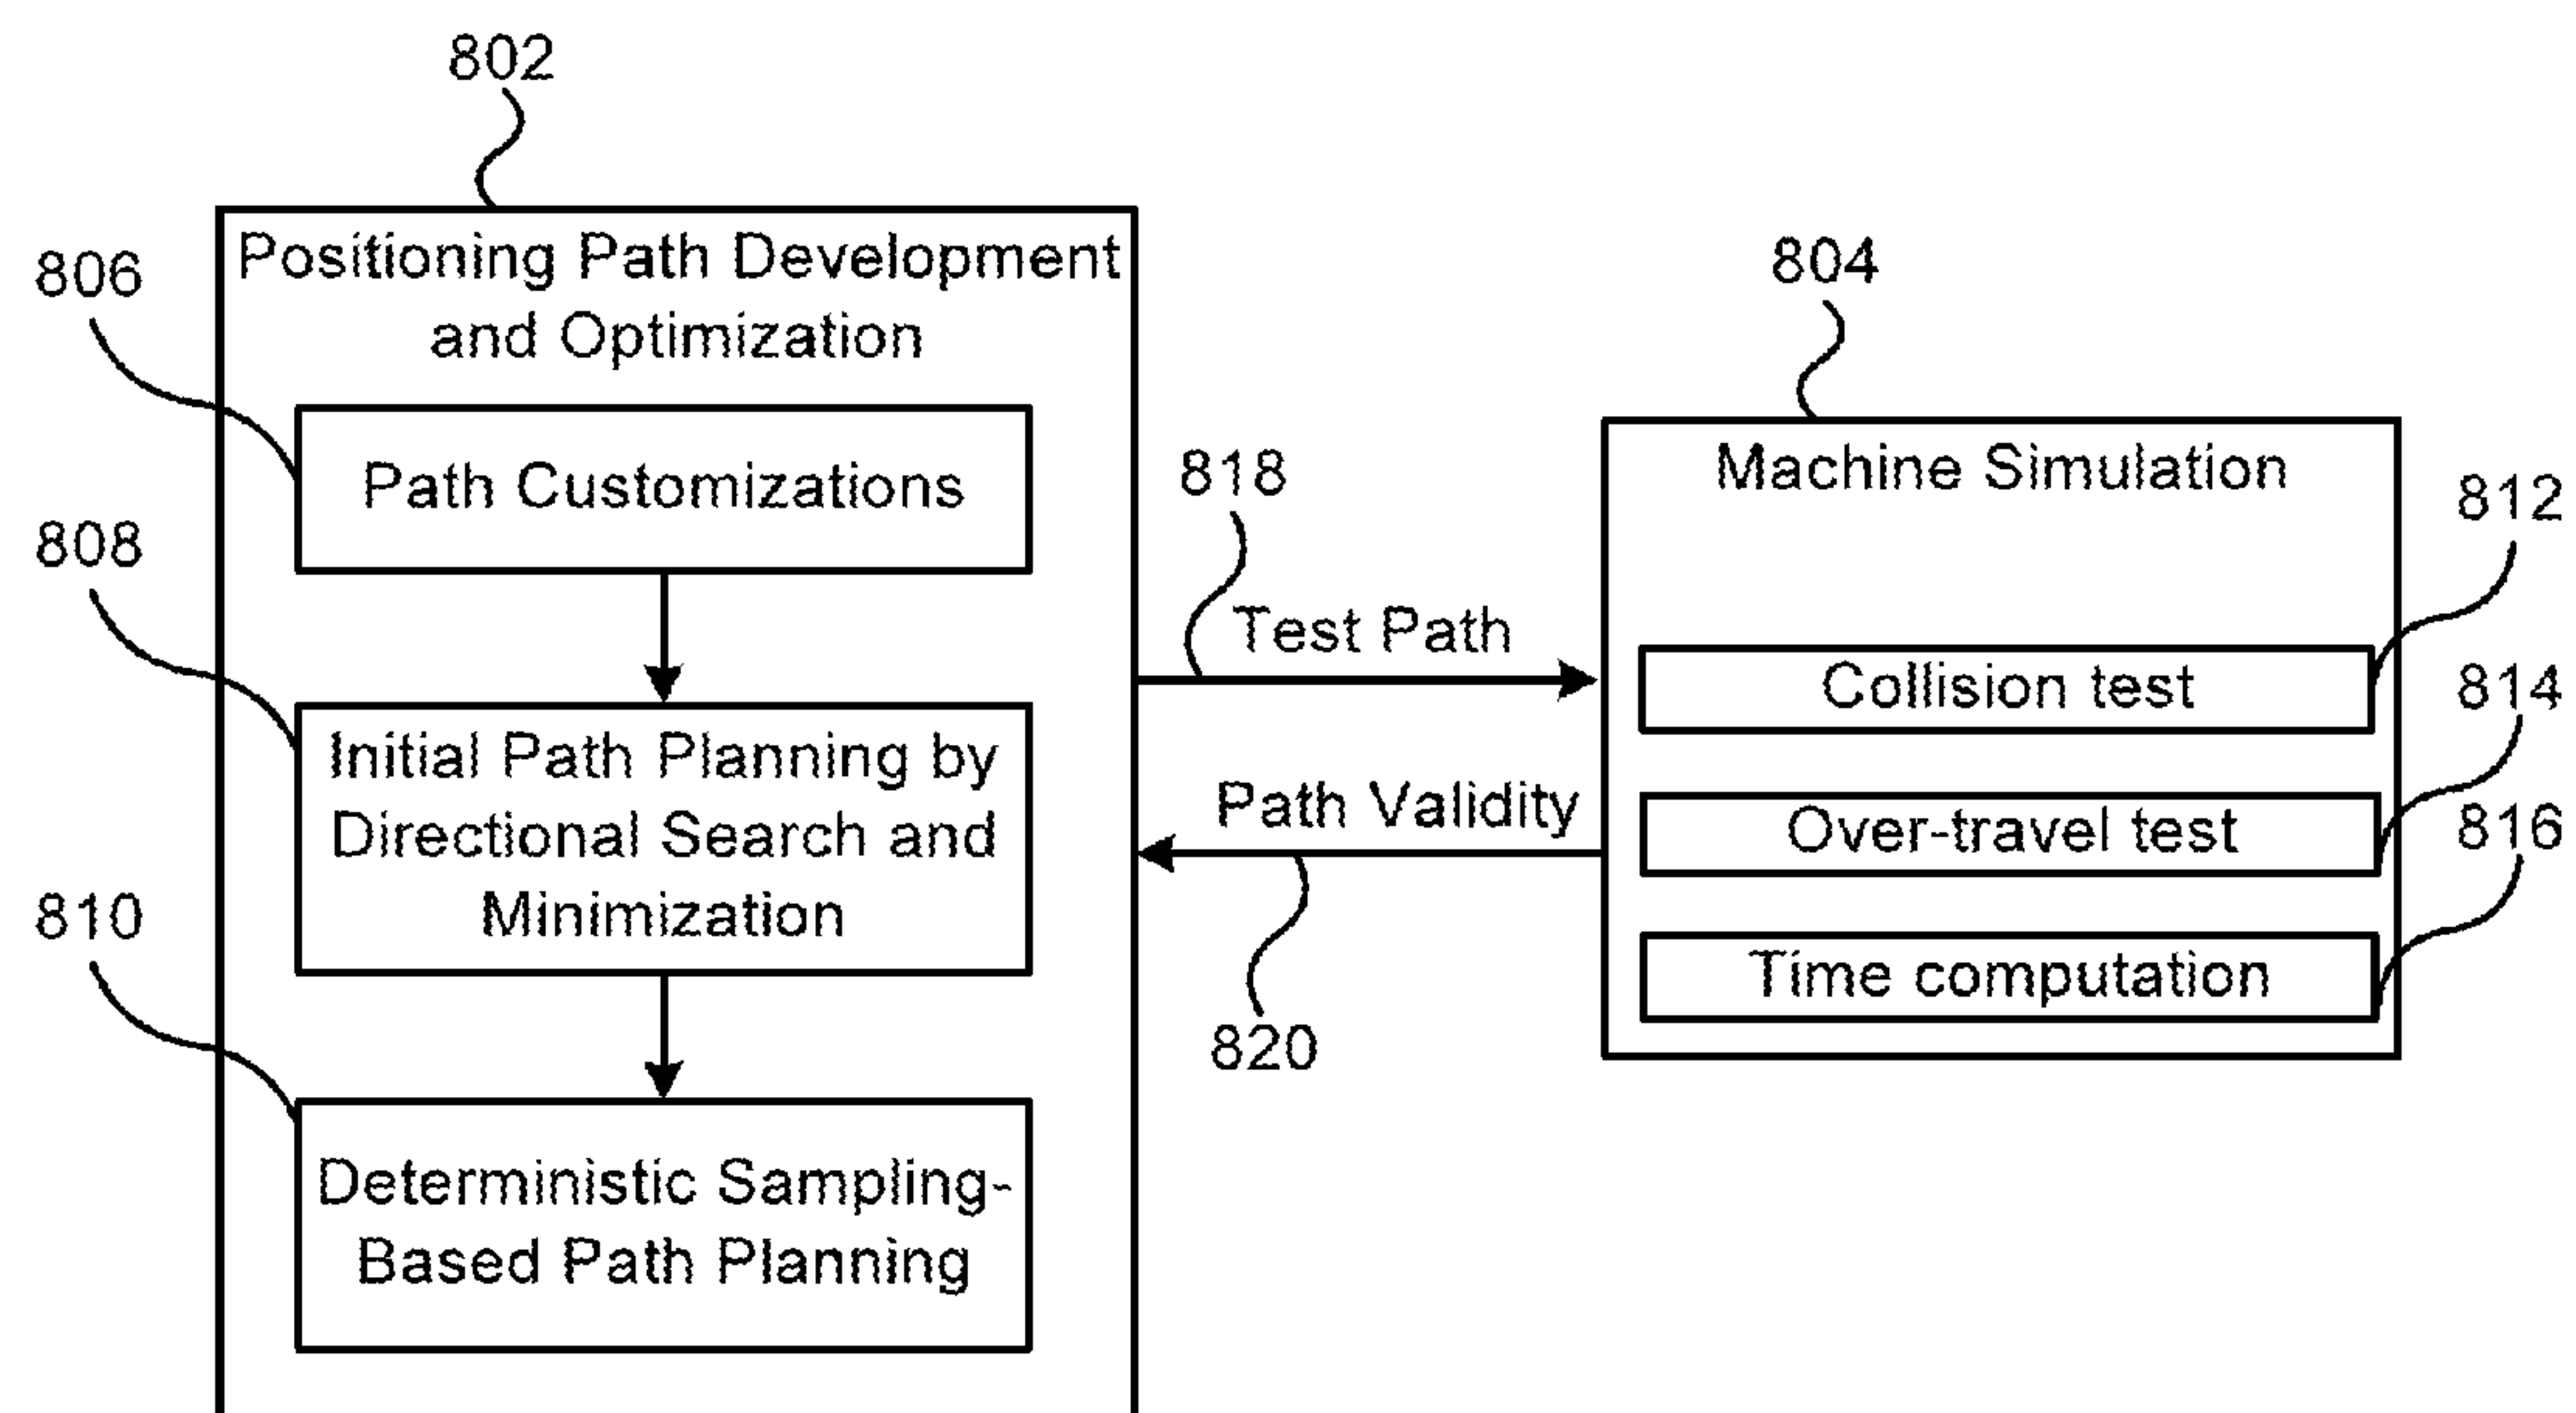 802
Positioning Path Development
and Optimization
806
Path Customizations
808
Initial Path Planning by
Directional Search and
Minimization
810
Deterministic Sampling-
Based Path Planning
818
Test Path
Path Validity
820
804
Machine Simulation
812
Collision test
814
Over-travel test
816
Time computation